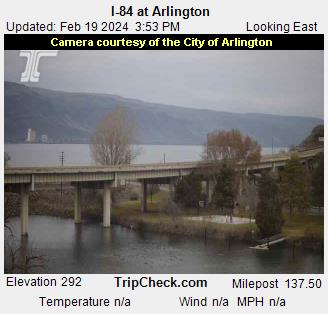 I-84 at Arlington
Updated: Feb 19 2024 3:53 PM Looking East
Camera courtesy of the City of Arlington
Elevation 292 TripCheck.com Milepost 137.50
Temperature n/a Wind n/a MPH n/a